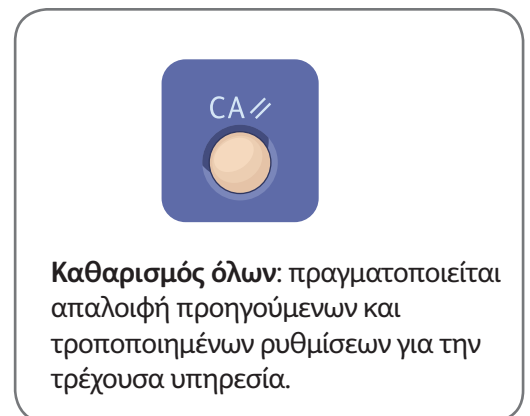 CA
Καθαρισμός όλων: πραγματοποιείται
απαλοιφή προηγούμενων και
τροποποιημένων ρυθμίσεων για την
τρέχουσα υπηρεσία.